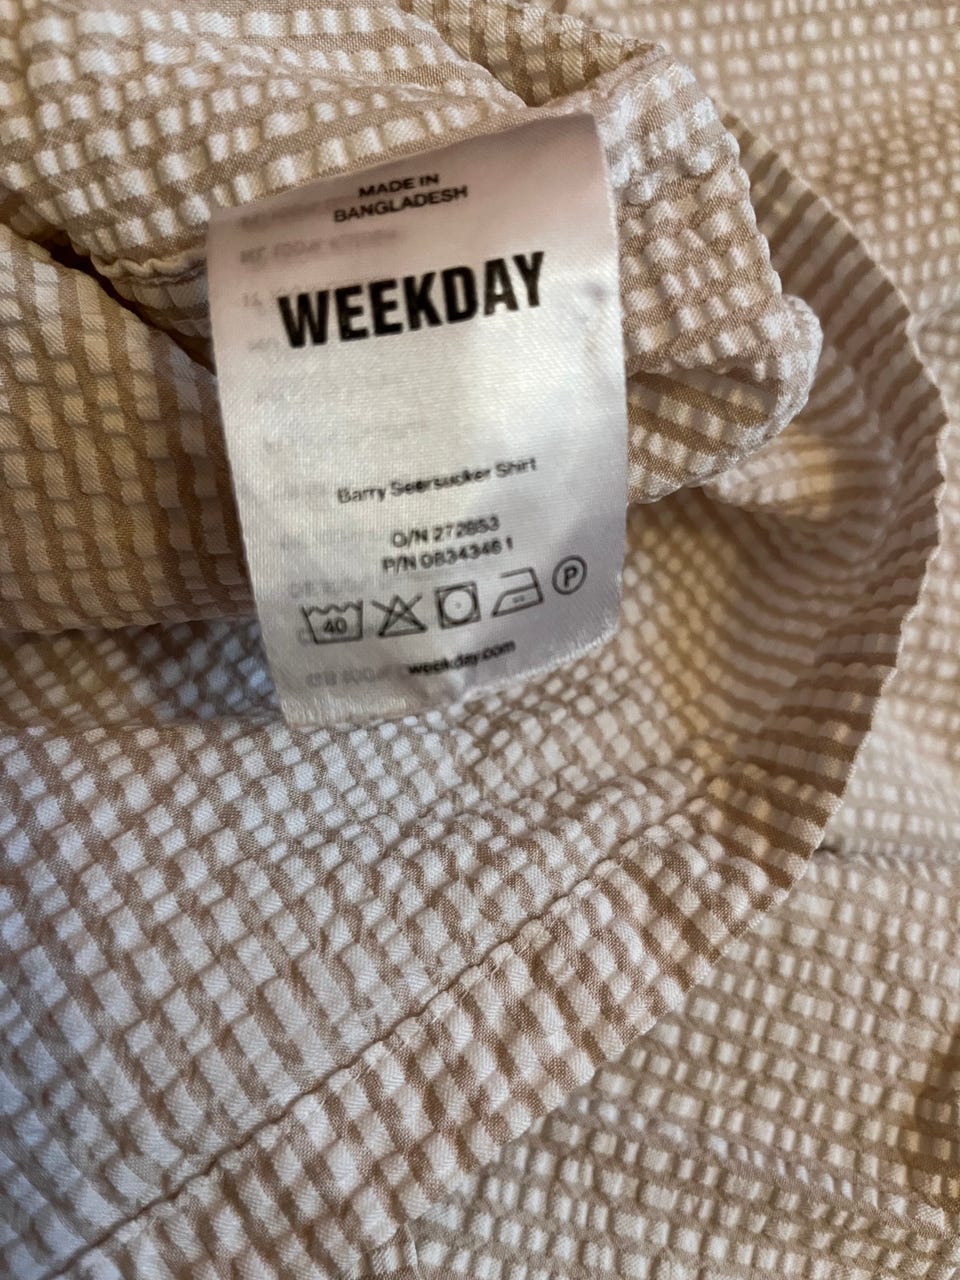 MADE IN
BANGLADESH
WEEKDAY
Barry Seersucker Shirt
O/N 272853
P/N 08343461
40 P
weekday.com